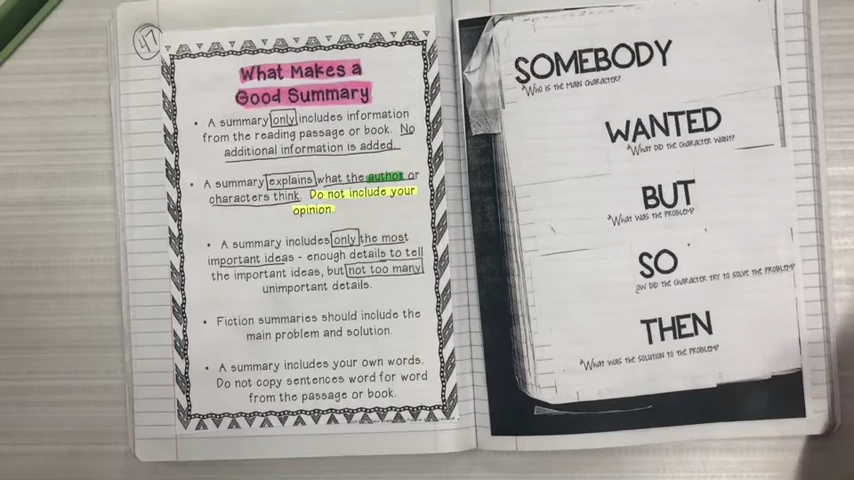 47
What Makes a
Good Summary
• A summary only includes information
from the reading passage or book. No
additional information is added.
• A summary explains what the author or
characters think. Do not include your
opinion.
• A summary includes only the most
important ideas - enough details to tell
the important ideas, but not too many
unimportant details.
• Fiction summaries should include the
main problem and solution.
• A summary includes your own words.
Do not copy sentences word for word
from the passage or book.
SOMEBODY
*Who is the main character?
WANTED
*What did the character want?
BUT
*What was the problem?
SO
ow did the character try to solve the problem?
THEN
*What was the solution to the problem?